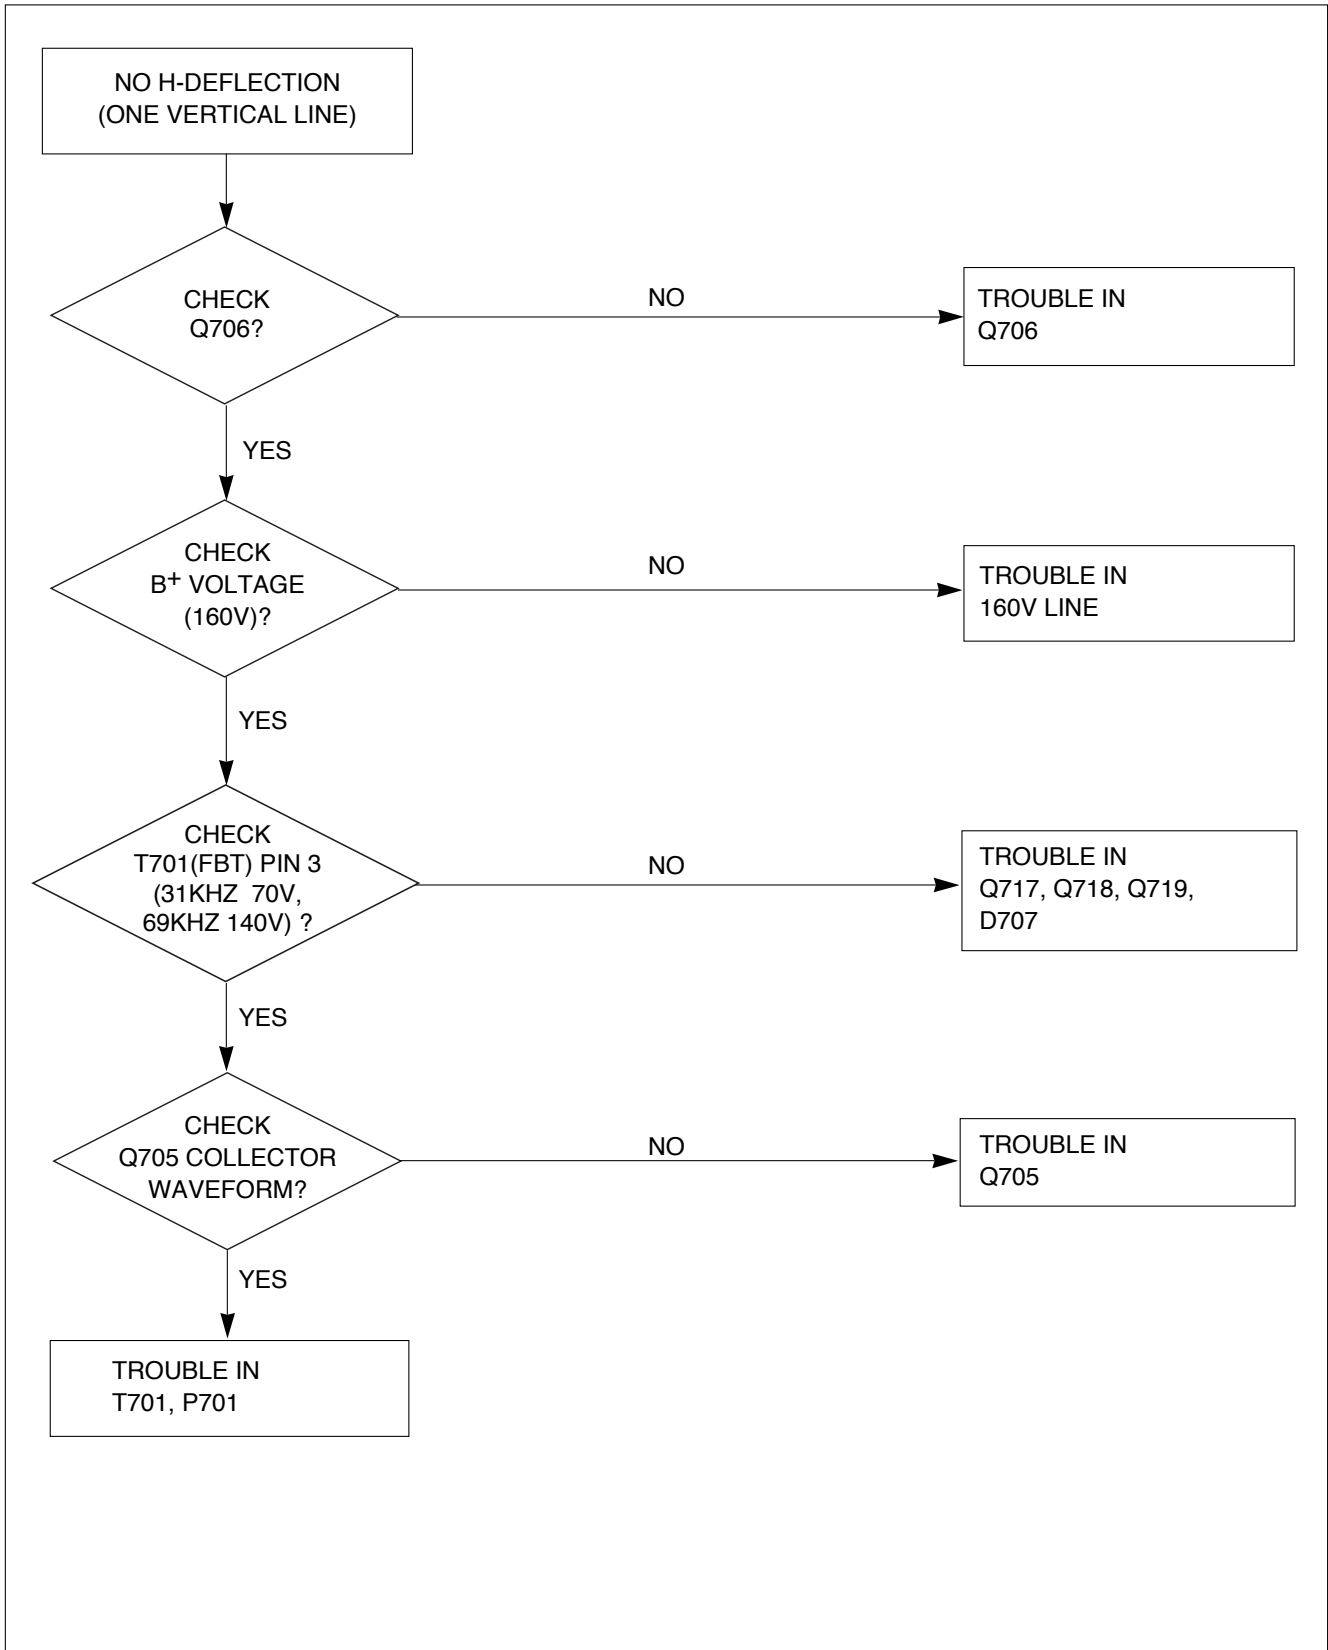 NO H-DEFLECTION
(ONE VERTICAL LINE)
CHECK
Q706?
NO
TROUBLE IN
Q706
YES
CHECK
B+ VOLTAGE
(160V)?
NO
TROUBLE IN
160V LINE
YES
CHECK
T701(FBT) PIN 3
(31KHZ 70V,
69KHZ 140V) ?
NO
TROUBLE IN
Q717, Q718, Q719,
D707
YES
CHECK
Q705 COLLECTOR
WAVEFORM?
NO
TROUBLE IN
Q705
YES
TROUBLE IN
T701, P701